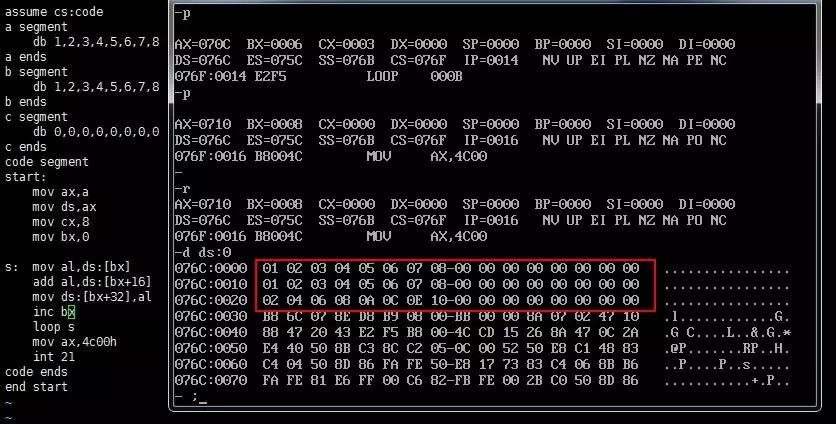 assume cs:code
a segment
    db 1,2,3,4,5,6,7,8
a ends
b segment
    db 1,2,3,4,5,6,7,8
b ends
c segment
    db 0,0,0,0,0,0,0,0
c ends
code segment
start:
    mov ax,a
    mov ds,ax
    mov cx,8
    mov bx,0
s:  mov al,ds:[bx]
    add al,ds:[bx+16]
    mov ds:[bx+32],al
    inc bx
    loop s
    mov ax,4c00h
    int 21
code ends
end start
~
~
-p
AX=070C  BX=0006  CX=0003  DX=0000  SP=0000  BP=0000  SI=0000  DI=0000
DS=076C  ES=075C  SS=076B  CS=076F  IP=0014   NV UP EI PL NZ NA PE NC
076F:0014 E2F5          LOOP    000B
-p
AX=0710  BX=0008  CX=0000  DX=0000  SP=0000  BP=0000  SI=0000  DI=0000
DS=076C  ES=075C  SS=076B  CS=076F  IP=0016   NV UP EI PL NZ NA PO NC
076F:0016 B8004C        MOV     AX,4C00
-
-r
AX=0710  BX=0008  CX=0000  DX=0000  SP=0000  BP=0000  SI=0000  DI=0000
DS=076C  ES=075C  SS=076B  CS=076F  IP=0016   NV UP EI PL NZ NA PO NC
076F:0016 B8004C        MOV     AX,4C00
-d ds:0
076C:0000  01 02 03 04 05 06 07 08-00 00 00 00 00 00 00 00   ................
076C:0010  01 02 03 04 05 06 07 08-00 00 00 00 00 00 00 00   ................
076C:0020  02 04 06 08 0A 0C 0E 10-00 00 00 00 00 00 00 00   ................
076C:0030  B8 6C 07 8E D8 B9 08 00-BB 00 00 8A 07 02 47 10   .l............G.
076C:0040  88 47 20 43 E2 F5 B8 00-4C CD 15 26 8A 47 0C 2A   .G C....L..&.G.*
076C:0050  E4 40 50 8B C3 8C C2 05-0C 00 52 50 E8 C1 48 83   .@P.......RP..H.
076C:0060  C4 04 50 8D 86 FA FE 50-E8 17 73 83 C4 06 8B B6   ..P....P..s.....
076C:0070  FA FE 81 E6 FF 00 C6 82-FB FE 00 2B C0 50 8D 86   ...........+.P..
- ;_